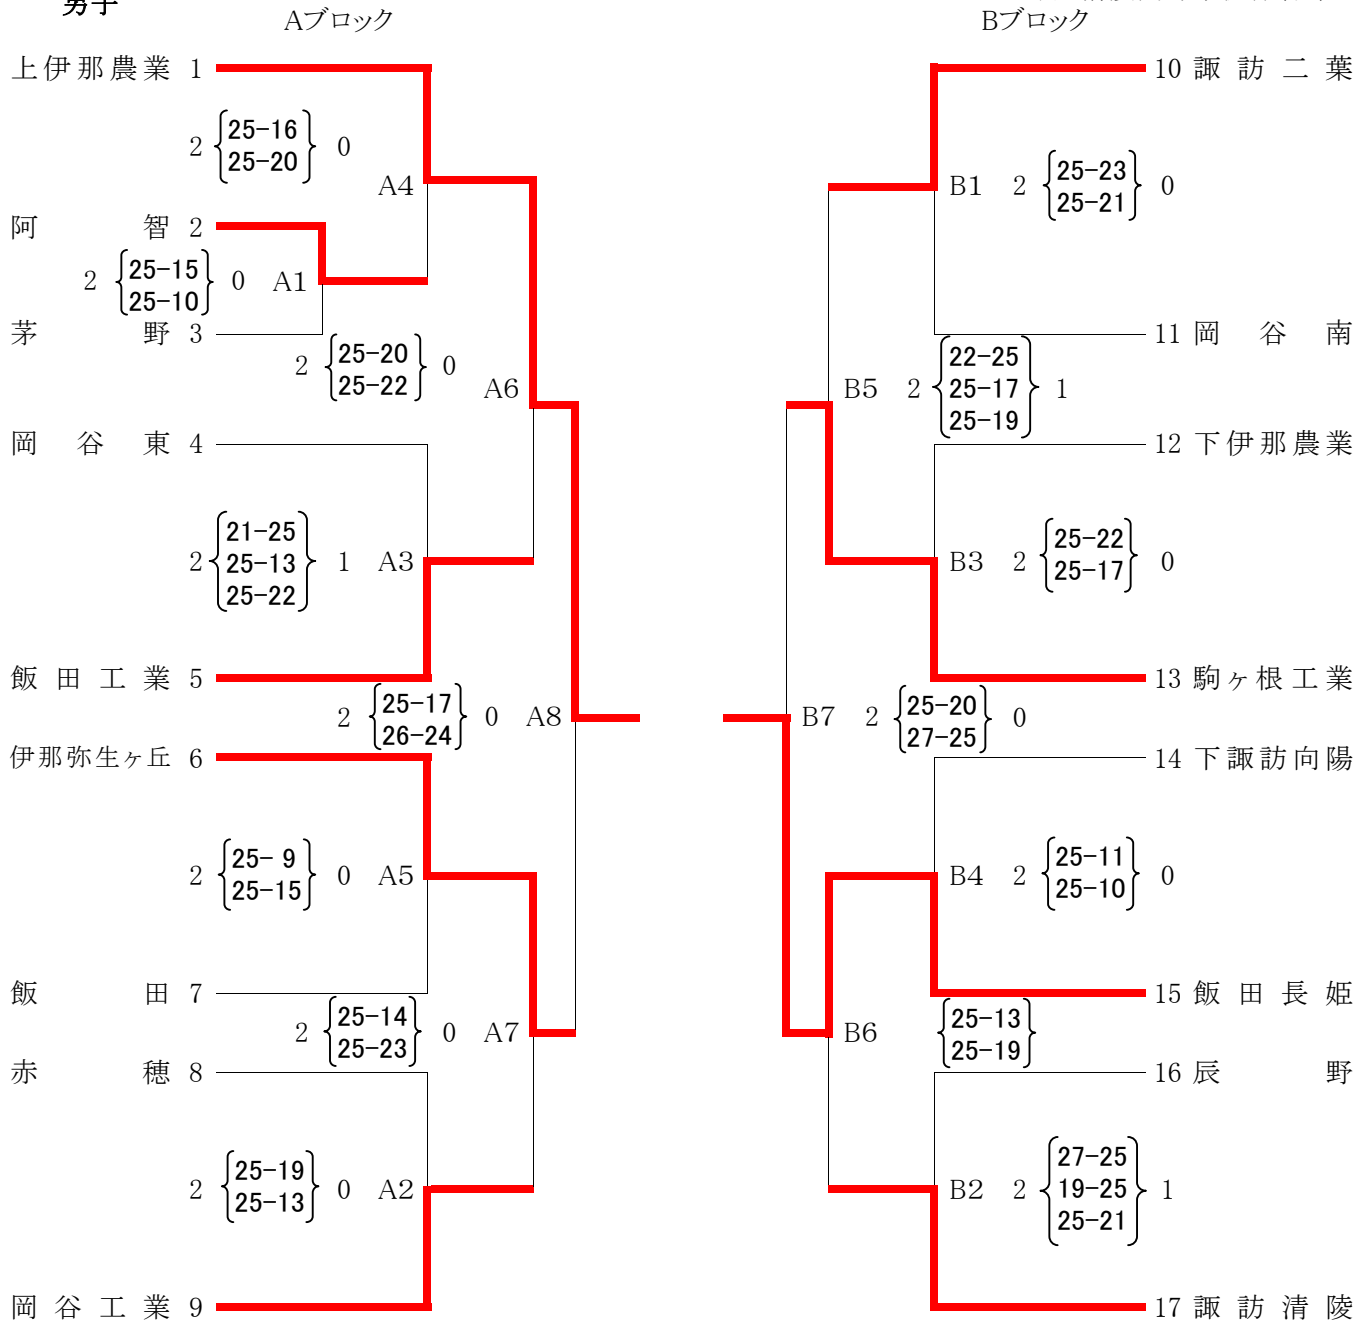 男子
Aブロック
Bブロック
上伊那農業 1
10 諏訪二葉
2 25-16 0
25-20
A4
B1 2 25-23 0
25-21
阿智 2
2 25-15 0 A1
25-10
茅野 3
11 岡谷南
2 25-20 0
25-22
A6
B5 2 22-25 1
25-17
25-19
岡谷東 4
12 下伊那農業
2 21-25 1 A3
25-13
25-22
B3 2 25-22 0
25-17
飯田工業 5
13 駒ヶ根工業
2 25-17 0 A8
26-24
B7 2 25-20 0
27-25
伊那弥生ヶ丘 6
14 下諏訪向陽
2 25- 9 0 A5
25-15
B4 2 25-11 0
25-10
飯田 7
15 飯田長姫
2 25-14 0 A7
25-23
B6 25-13
25-19
赤穂 8
16 辰野
2 25-19 0 A2
25-13
B2 2 27-25 1
19-25
25-21
岡谷工業 9
17 諏訪清陵